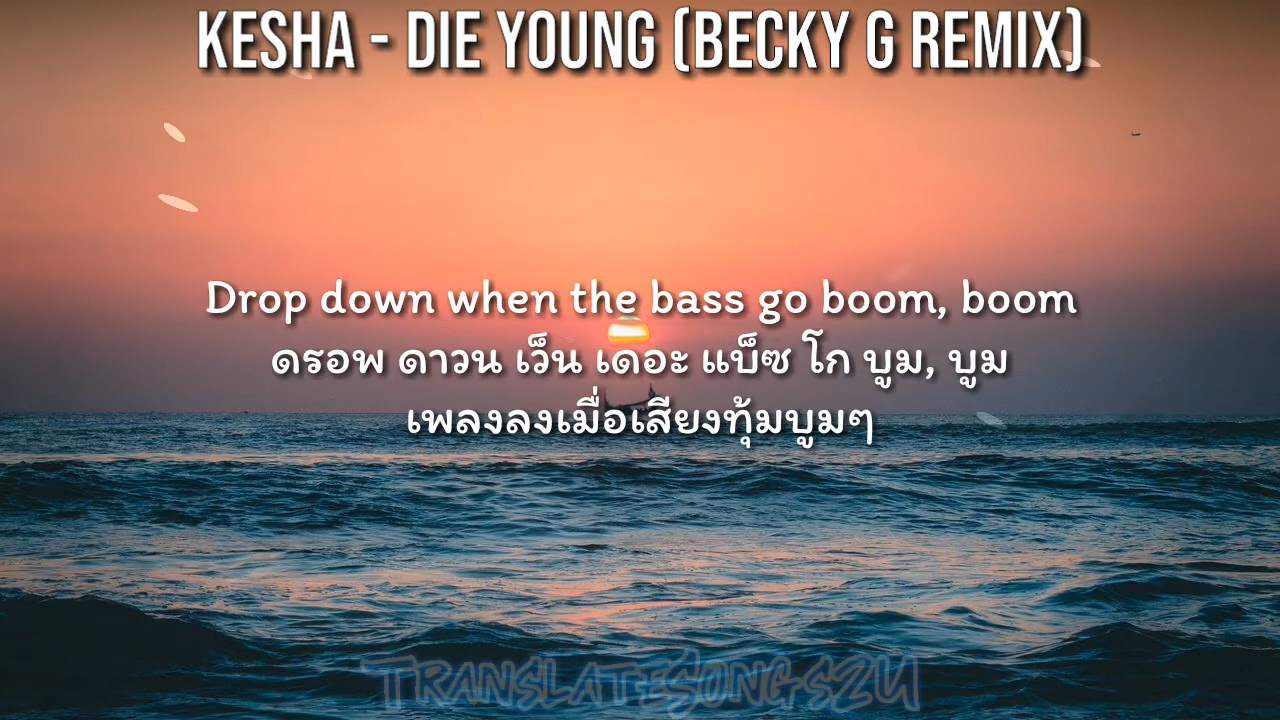 KESHA - DIE YOUNG (BECKY G REMIX)
Drop down when the bass go boom, boom
ดรอพ ดาวน เว็น เดอะ แบ็ซ โก บูม, บูม
เพลงลงเมื่อเสียงทุ้มบูมๆ
TRANSLATESONGS2U